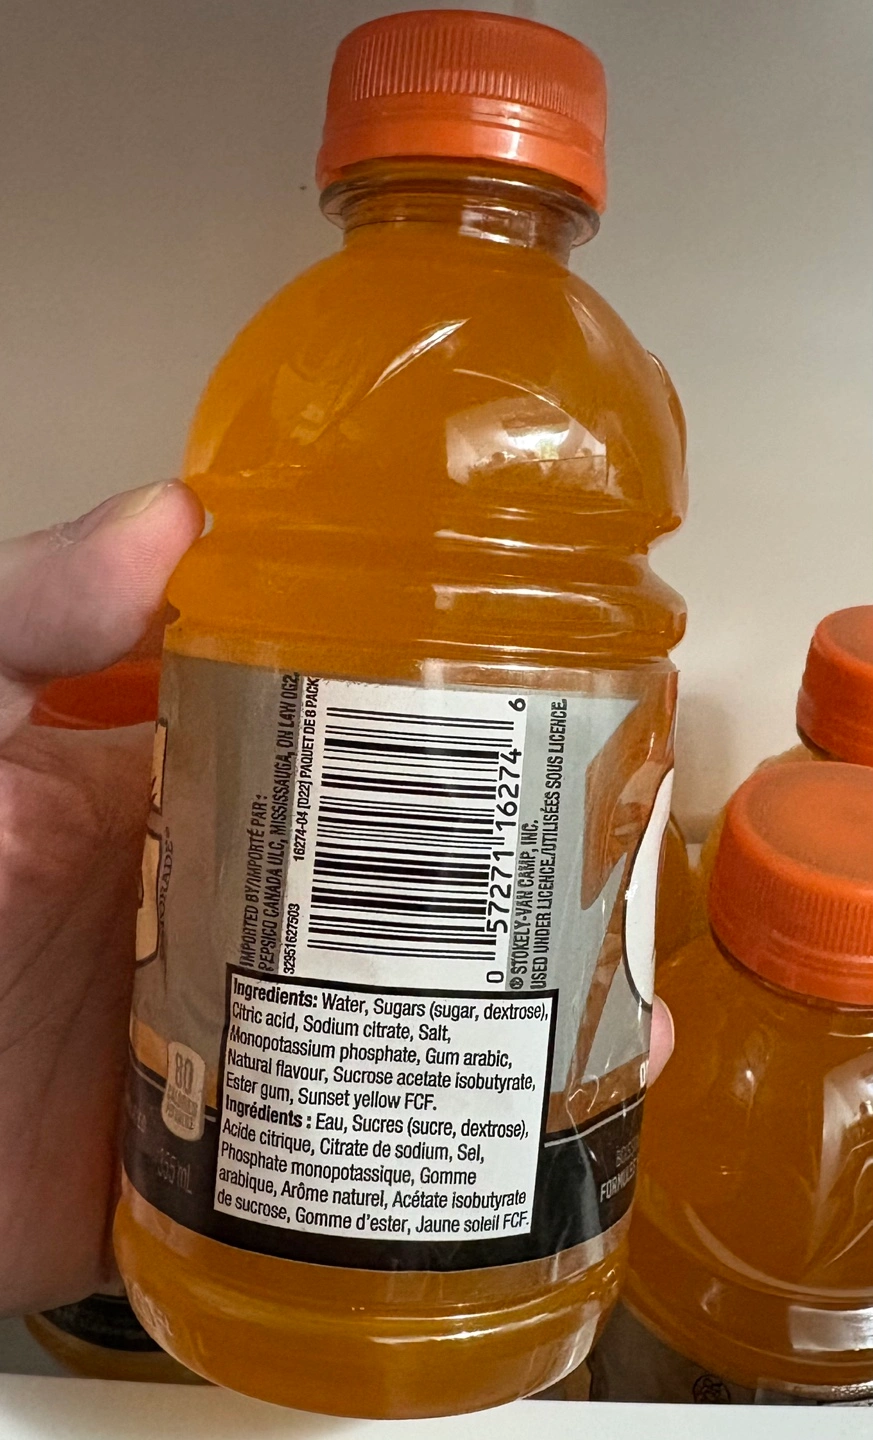 IMPORTED BY/IMPORTÉ PAR :
PEPSICO CANADA ULC, MISSISSAUGA, ON L4W 0G2.
32951627503
16274-04 [022] PAQUET DE 8 PACK
0 57271 16274 6
® STOKELY-VAN CAMP, INC.
USED UNDER LICENCE./UTILISÉES SOUS LICENCE.
Ingredients: Water, Sugars (sugar, dextrose),
Citric acid, Sodium citrate, Salt,
Monopotassium phosphate, Gum arabic,
Natural flavour, Sucrose acetate isobutyrate,
Ester gum, Sunset yellow FCF.
Ingrédients : Eau, Sucres (sucre, dextrose),
Acide citrique, Citrate de sodium, Sel,
Phosphate monopotassique, Gomme
arabique, Arôme naturel, Acétate isobutyrate
de sucrose, Gomme d'ester, Jaune soleil FCF.
80
355 mL